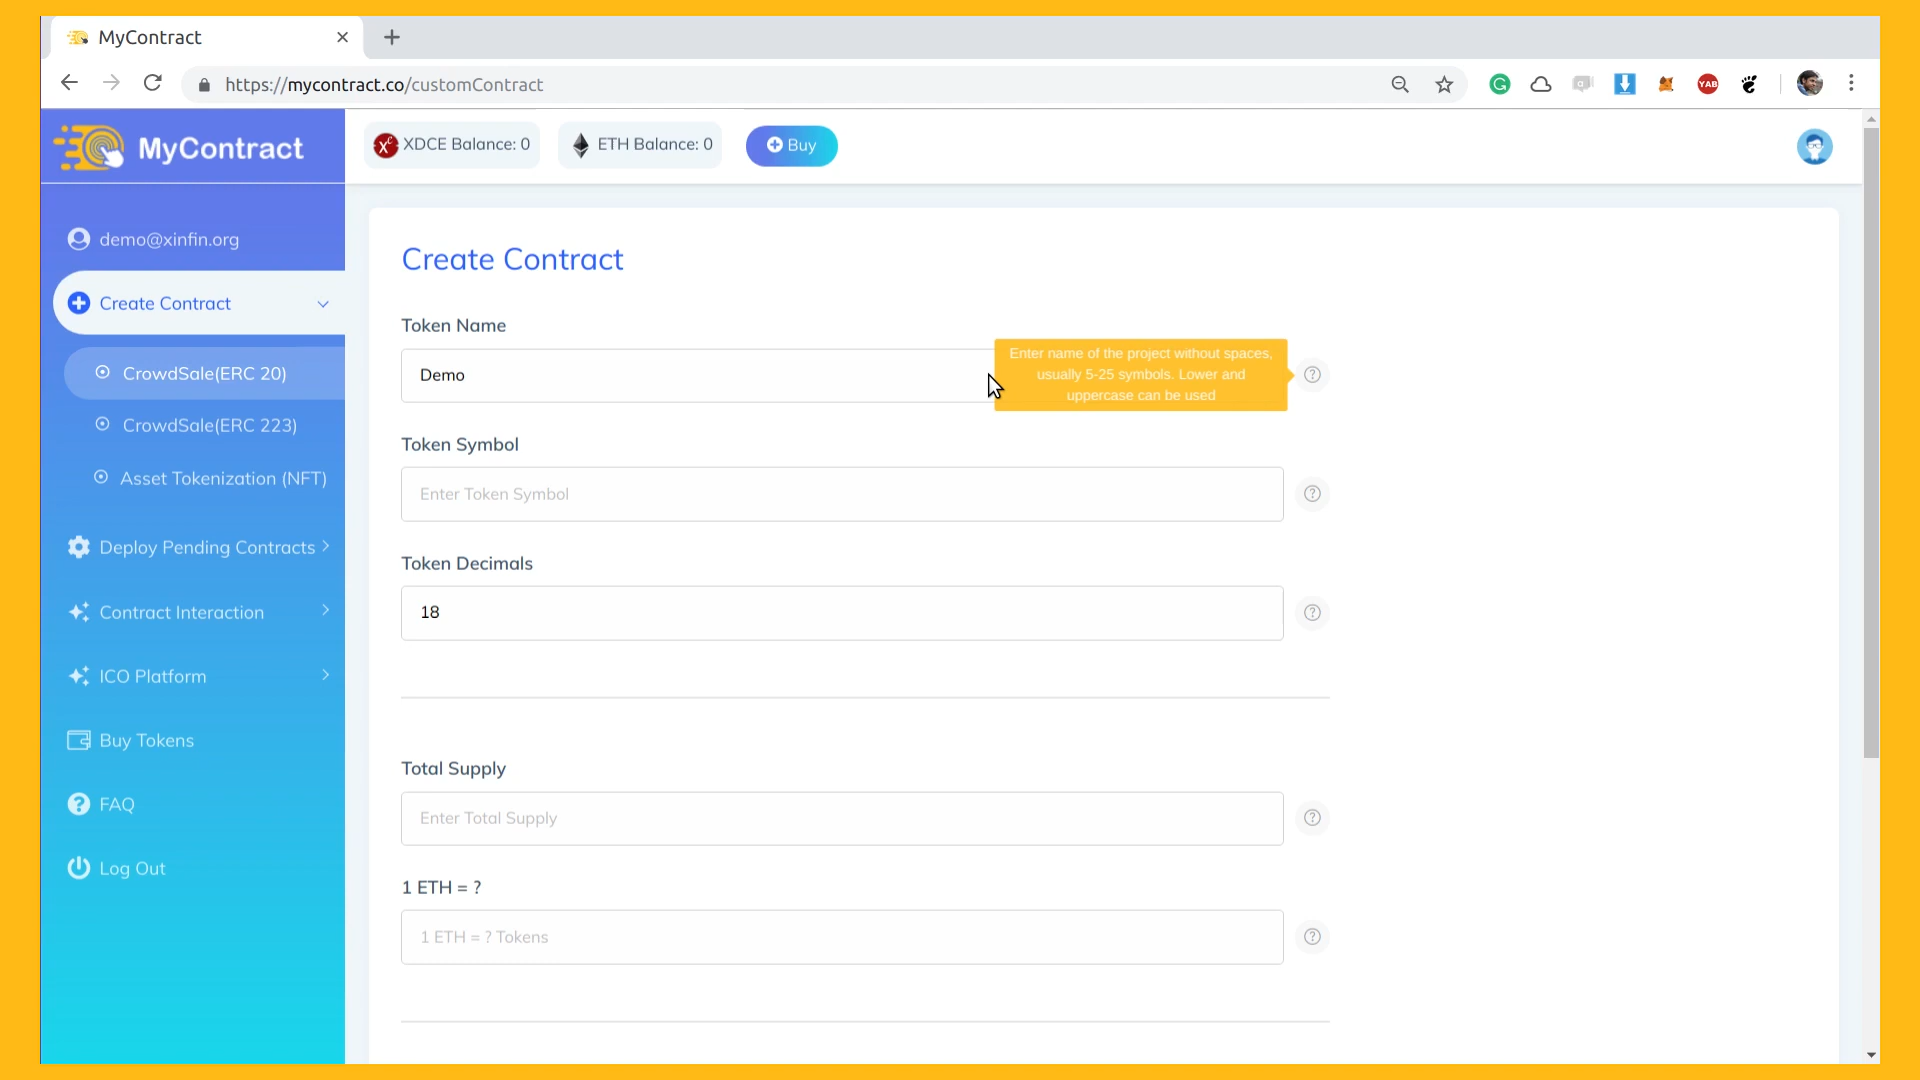 MyContract
https://mycontract.co/customContract
YAB
MyContract
XDCE Balance: 0
ETH Balance: 0
Buy
demo@xinfin.org
Create Contract
CrowdSale(ERC 20)
CrowdSale(ERC 223)
Asset Tokenization (NFT)
Deploy Pending Contracts
Contract Interaction
ICO Platform
Buy Tokens
FAQ
Log Out
Create Contract
Token Name
Demo
Enter name of the project without spaces,
usually 5-25 symbols. Lower and
uppercase can be used
Token Symbol
Enter Token Symbol
Token Decimals
18
Total Supply
Enter Total Supply
1 ETH = ?
1 ETH = ? Tokens